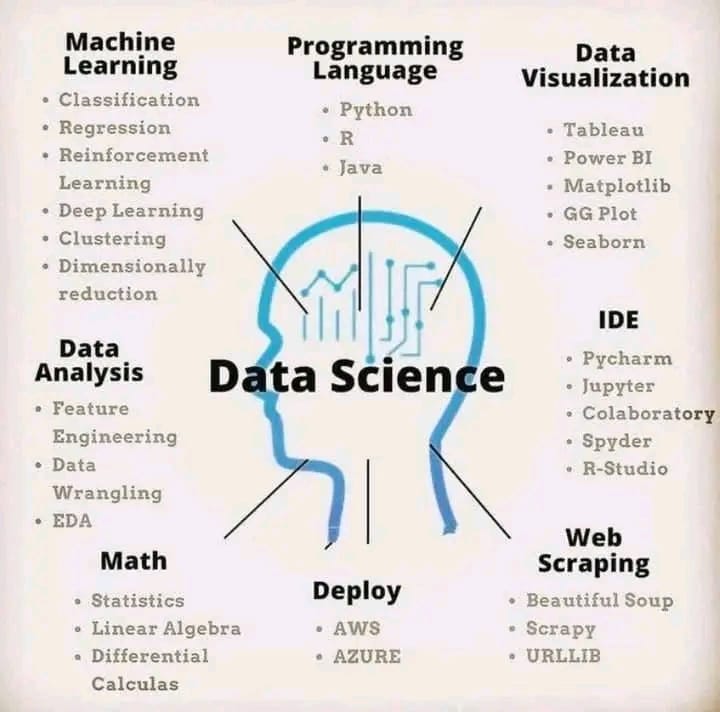 Machine
Learning
• Classification
• Regression
• Reinforcement
Learning
• Deep Learning
• Clustering
• Dimensionally
reduction
Programming
Language
• Python
• R
• Java
Data
Visualization
• Tableau
• Power BI
• Matplotlib
• GG Plot
• Seaborn
Data Science
Data
Analysis
• Feature
Engineering
• Data
Wrangling
• EDA
IDE
• Pycharm
• Jupyter
• Colaboratory
• Spyder
• R-Studio
Math
• Statistics
• Linear Algebra
• Differential
Calculas
Deploy
• AWS
• AZURE
Web
Scraping
• Beautiful Soup
• Scrapy
• URLLIB